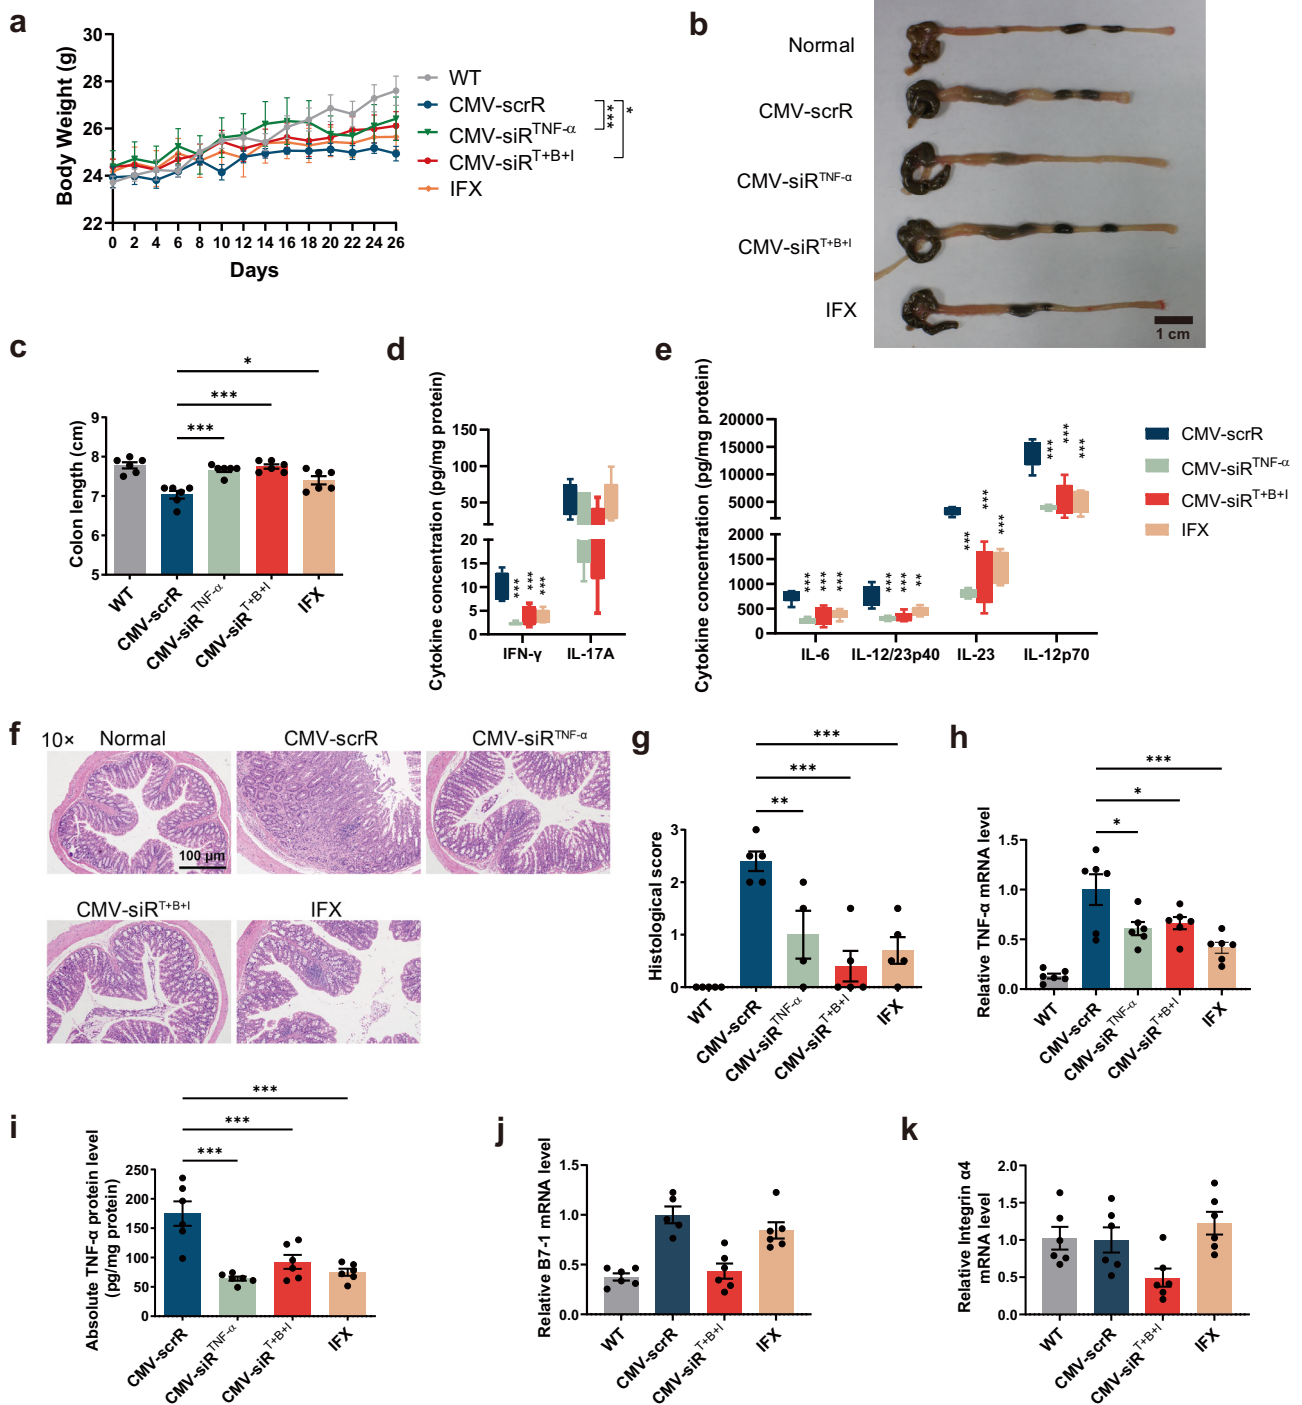 a
Body Weight (g)
30
28
26
24
22
0 2 4 6 8 10 12 14 16 18 20 22 24 26
Days
WT
CMV-scrR
CMV-siRTNF-α
CMV-siRT+B+I
IFX
***
*
b
Normal
CMV-scrR
CMV-siRTNF-α
CMV-siRT+B+I
IFX
1 cm
c
Colon length (cm)
9
8
7
6
5
*
***
***
WT
CMV-scrR
CMV-siRTNF-α
CMV-siRT+B+I
IFX
d
Cytokine concentration (pg/mg protein)
150
100
50
20
15
10
5
0
*** *** ***
IFN-γ IL-17A
e
Cytokine concentration (pg/mg protein)
20000
15000
10000
5000
2000
1500
1000
500
0
*** *** ***
*** *** **
*** *** ***
*** *** ***
IL-6 IL-12/23p40 IL-23 IL-12p70
CMV-scrR
CMV-siRTNF-α
CMV-siRT+B+I
IFX
f
10× Normal CMV-scrR CMV-siRTNF-α
100 μm
CMV-siRT+B+I IFX
g
Histological score
3
2
1
0
***
***
**
WT
CMV-scrR
CMV-siRTNF-α
CMV-siRT+B+I
IFX
h
Relative TNF-α mRNA level
1.5
1.0
0.5
0.0
***
*
*
WT
CMV-scrR
CMV-siRTNF-α
CMV-siRT+B+I
IFX
i
Absolute TNF-α protein level
(pg/mg protein)
250
200
150
100
50
0
***
***
***
CMV-scrR
CMV-siRTNF-α
CMV-siRT+B+I
IFX
j
Relative B7-1 mRNA level
1.5
1.0
0.5
0.0
WT
CMV-scrR
CMV-siRT+B+I
IFX
k
Relative Integrin α4
mRNA level
2.0
1.5
1.0
0.5
0.0
WT
CMV-scrR
CMV-siRT+B+I
IFX